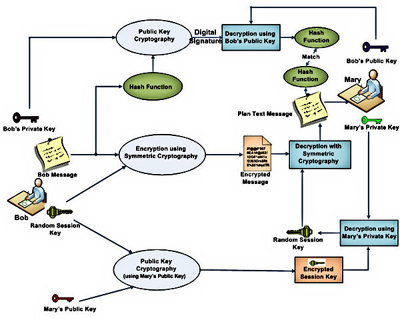 Public Key
Cryptography
Digital
Signature
Decryption using
Bob's Public Key
Hash
Function
Match
Hash
Function
Bob's Public Key
Mary
Hash Function
Plan Text Message
Bob's Private Key
Mary's Private Key
Bob Message
Encryption using
Symmetric Cryptography
Encrypted
Message
Decryption with
Symmetric
Cryptography
Bob
Random Session
Key
Random Session
Key
Decryption using
Mary's Private Key
Public Key
Cryptography
(using Mary's Public Key)
Encrypted
Session Key
Mary's Public Key